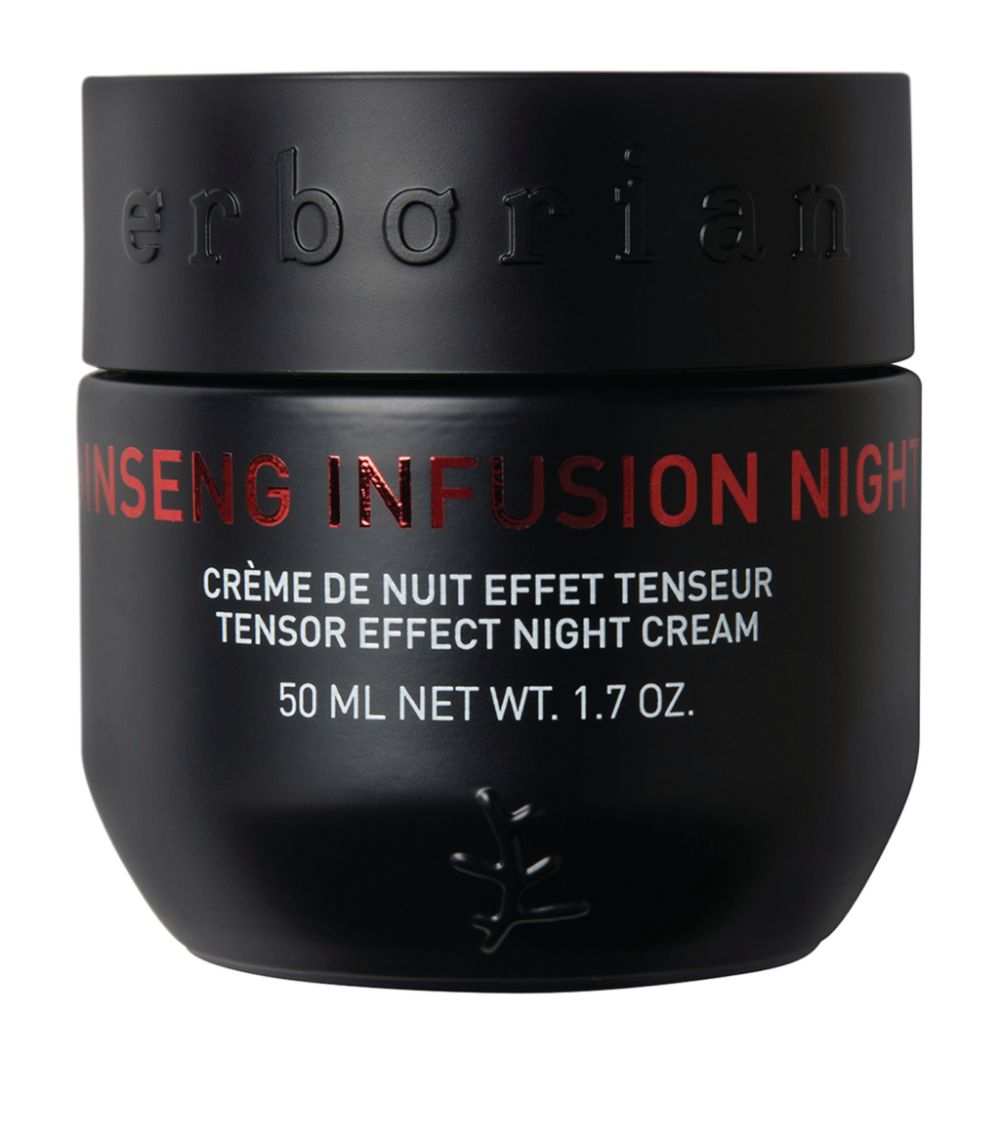 erborian
GINSENG INFUSION NIGHT
CRÈME DE NUIT EFFET TENSEUR
TENSOR EFFECT NIGHT CREAM
50 ML NET WT. 1.7 OZ.